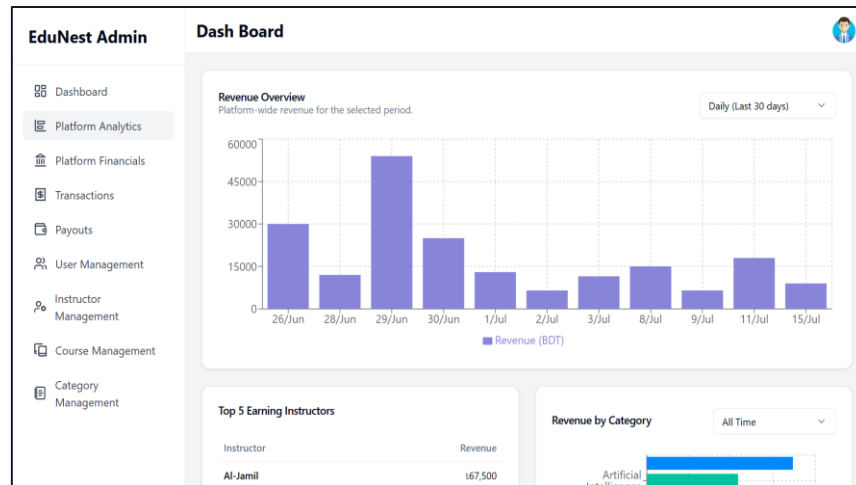 EduNest Admin
Dashboard
Platform Analytics
Platform Financials
Transactions
Payouts
User Management
Instructor
Management
Course Management
Category
Management
Dash Board
Revenue Overview
Platform-wide revenue for the selected period.
Daily (Last 30 days)
60000
45000
30000
15000
0
26/Jun 28/Jun 29/Jun 30/Jun 1/Jul 2/Jul 3/Jul 8/Jul 9/Jul 11/Jul 15/Jul
Revenue (BDT)
Top 5 Earning Instructors
Instructor Revenue
Al-Jamil ৳67,500
Revenue by Category
All Time
Artificial
Intelligence